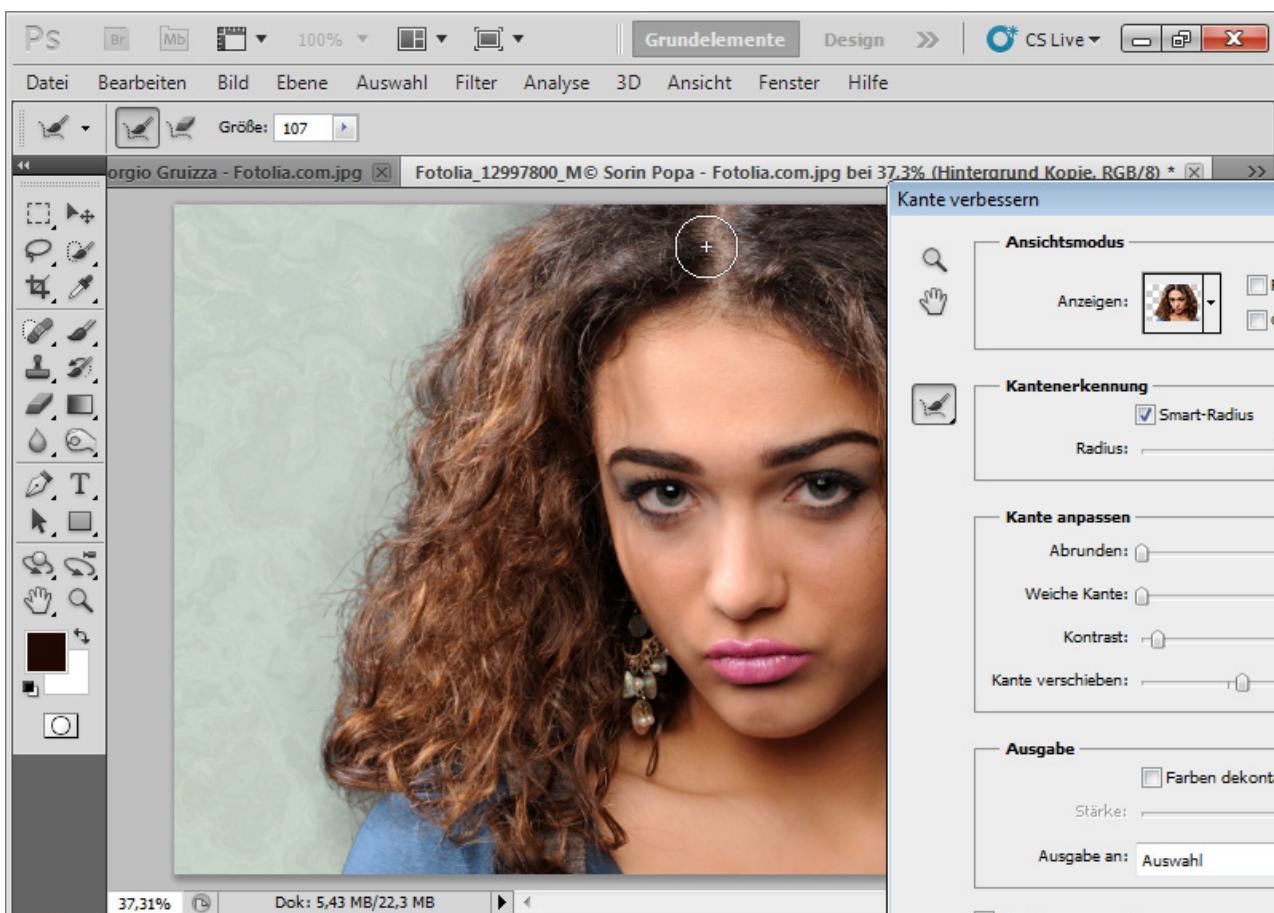 Ps Br Mb 100% Grundelemente Design >> CS Live
Datei Bearbeiten Bild Ebene Auswahl Filter Analyse 3D Ansicht Fenster Hilfe
Größe: 107
orgio Gruizza - Fotolia.com.jpg Fotolia_12997800_M© Sorin Popa - Fotolia.com.jpg bei 37,3% (Hintergrund Kopie, RGB/8) * >>
Kante verbessern
Ansichtsmodus
Anzeigen:
Kantenerkennung
Smart-Radius
Radius:
Kante anpassen
Abrunden:
Weiche Kante:
Kontrast:
Kante verschieben:
Ausgabe
Farben dekont
Stärke:
Ausgabe an: Auswahl
T
37,31% Dok: 5,43 MB/22,3 MB